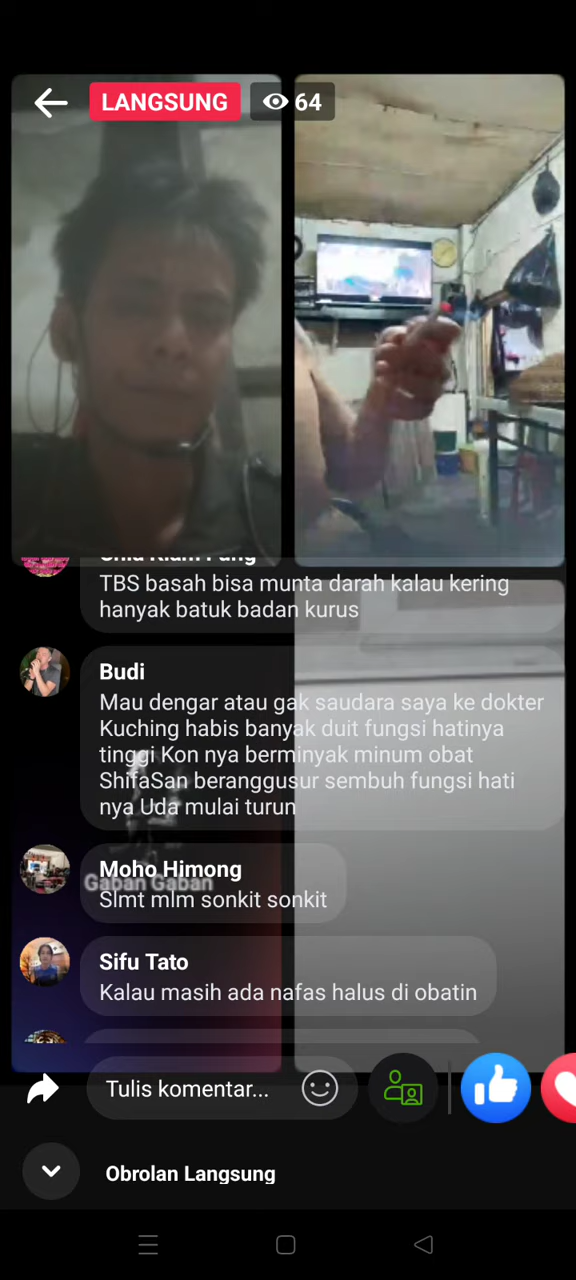 LANGSUNG
64
TBS basah bisa munta darah kalau kering
hanyak batuk badan kurus
Budi
Mau dengar atau gak saudara saya ke dokter
Kuching habis banyak duit fungsi hatinya
tinggi Kon nya berminyak minum obat
ShifaSan beranggusur sembuh fungsi hati
nya Uda mulai turun
Moho Himong
Gaban Gaban
Slmt mlm sonkit sonkit
Sifu Tato
Kalau masih ada nafas halus di obatin
Tulis komentar...
Obrolan Langsung